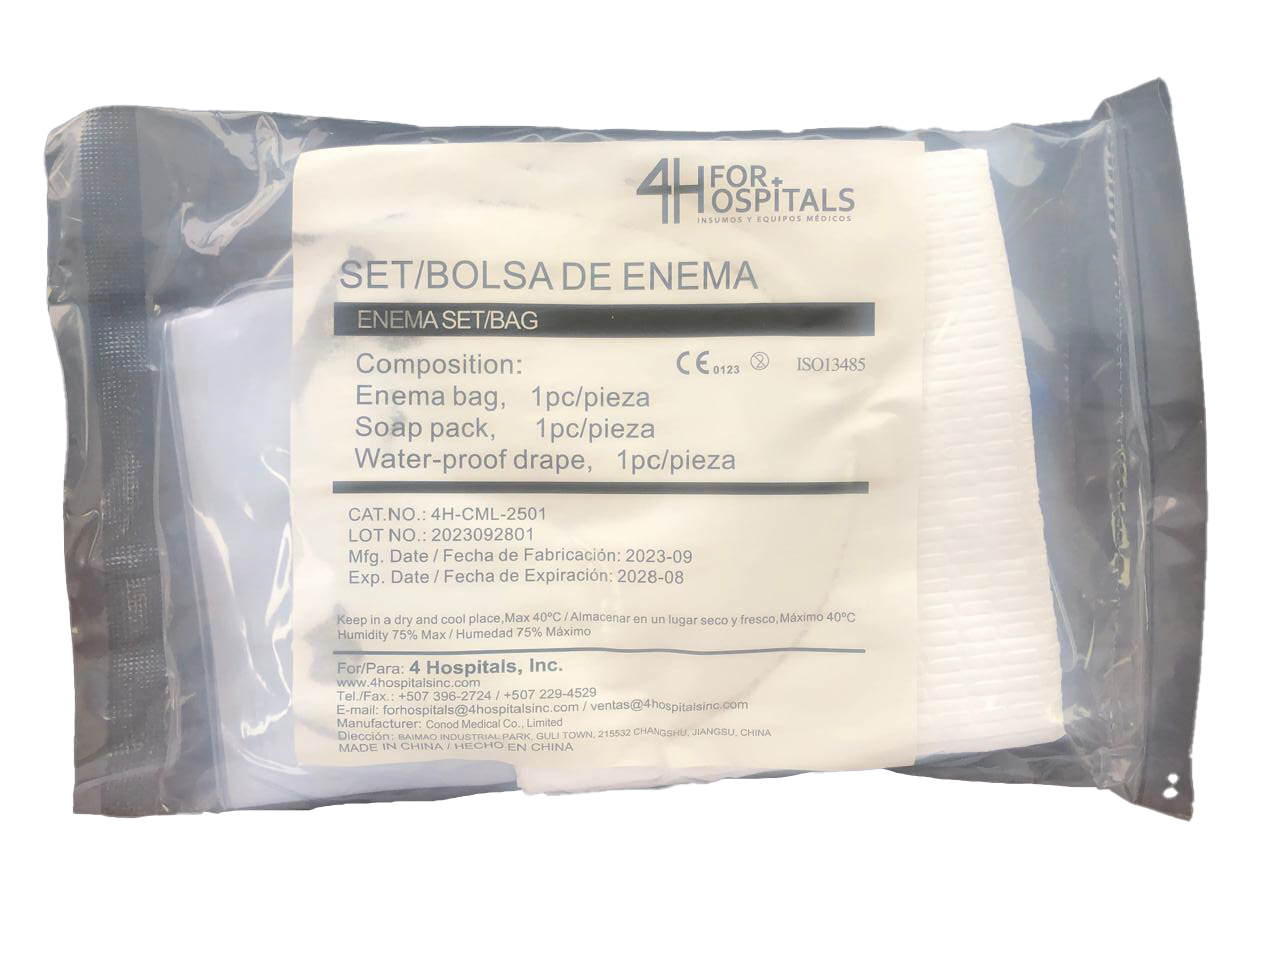 4H FOR
HOSPITALS
INSUMOS Y EQUIPOS MÉDICOS
SET/BOLSA DE ENEMA
ENEMA SET/BAG
Composition:
CE 0123 2 ISO13485
Enema bag, 1pc/pieza
Soap pack, 1pc/pieza
Water-proof drape, 1pc/pieza
CAT.NO.: 4H-CML-2501
LOT NO.: 2023092801
Mfg. Date / Fecha de Fabricación: 2023-09
Exp. Date / Fecha de Expiración: 2028-08
Keep in a dry and cool place,Max 40ºC / Almacenar en un lugar seco y fresco,Máximo 40ºC
Humidity 75% Max / Humedad 75% Máximo
For/Para: 4 Hospitals, Inc.
www.4hospitalsinc.com
Tel./Fax.: +507 396-2724 / +507 229-4529
E-mail: forhospitals@4hospitalsinc.com / ventas@4hospitalsinc.com
Manufacturer: Conod Medical Co., Limited
Diección: BAIMAO INDUSTRIAL PARK, GULI TOWN, 215532 CHANGSHU, JIANGSU, CHINA
MADE IN CHINA / HECHO EN CHINA